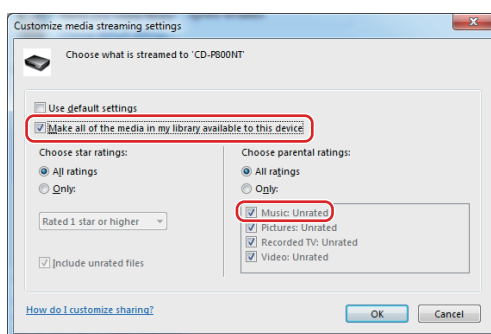 Customize media streaming settings
Choose what is streamed to 'CD-P800NT'
Use default settings
Make all of the media in my library available to this device
Choose star ratings:
All ratings
Only:
Rated 1 star or higher
Include unrated files
Choose parental ratings:
All ratings
Only:
Music: Unrated
Pictures: Unrated
Recorded TV: Unrated
Video: Unrated
How do I customize sharing?
OK
Cancel